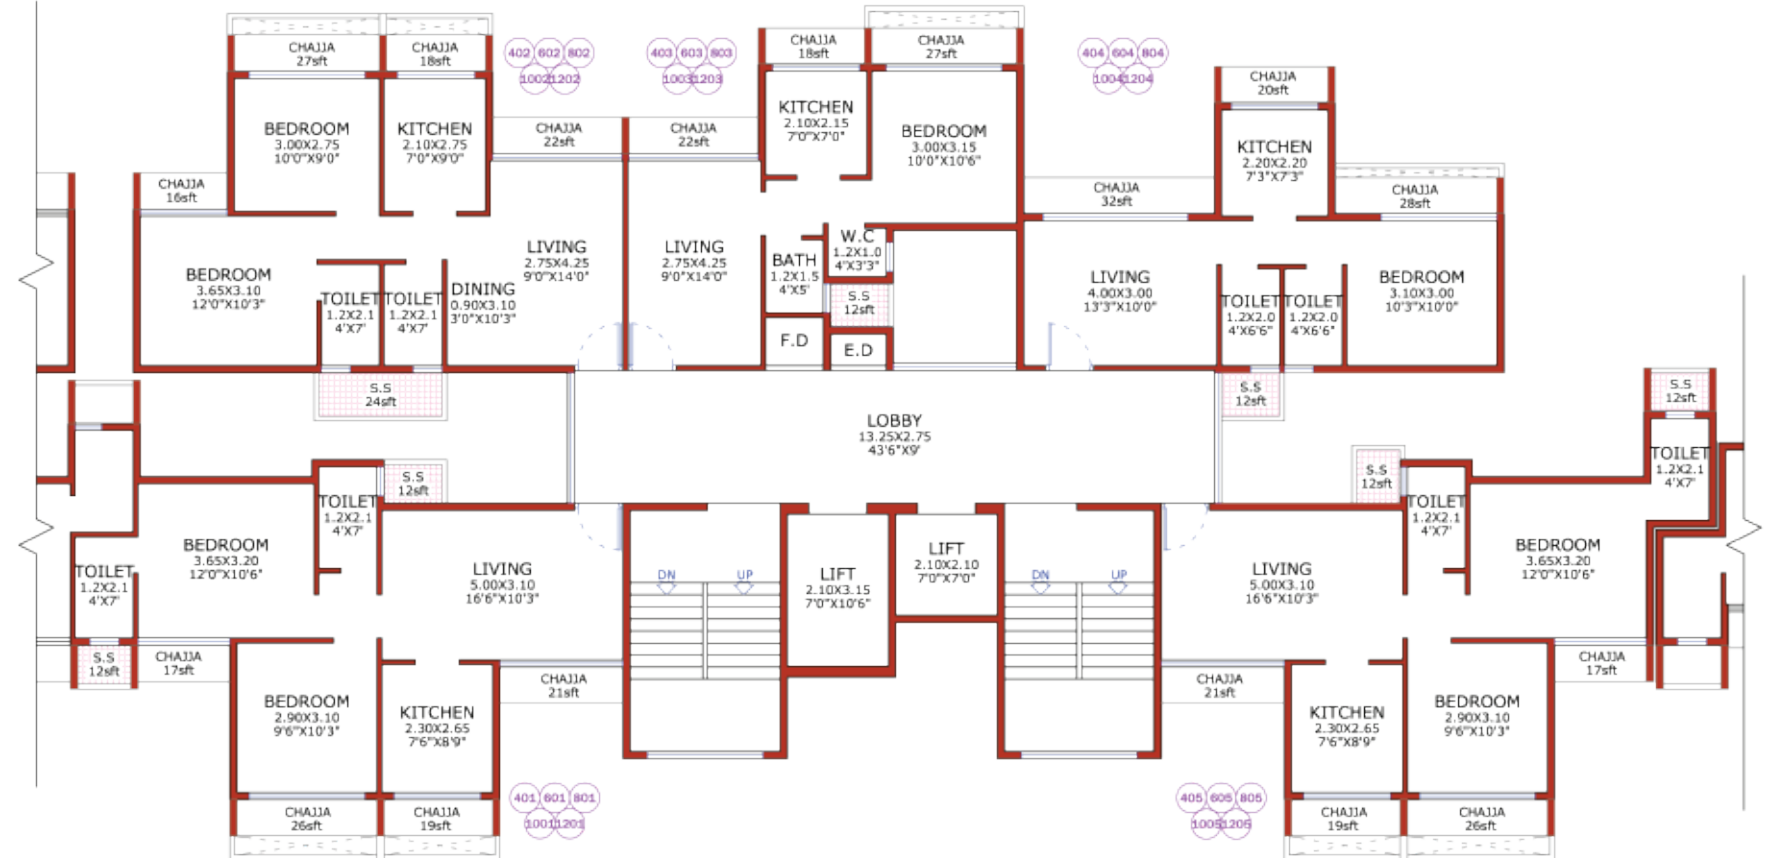 CHAJJA
27sft
CHAJJA
18sft
402 602 802
1002 1202
403 603 803
1003 1203
CHAJJA
18sft
CHAJJA
27sft
404 604 804
1004 1204
CHAJJA
20sft
BEDROOM
3.00X2.75
10'0"X9'0"
KITCHEN
2.10X2.75
7'0"X9'0"
CHAJJA
22sft
CHAJJA
22sft
KITCHEN
2.10X2.15
7'0"X7'0"
BEDROOM
3.00X3.15
10'0"X10'6"
KITCHEN
2.20X2.20
7'3"X7'3"
CHAJJA
16sft
CHAJJA
32sft
CHAJJA
28sft
BEDROOM
3.65X3.10
12'0"X10'3"
TOILET
1.2X2.1
4'X7'
TOILET
1.2X2.1
4'X7'
DINING
0.90X3.10
3'0"X10'3"
LIVING
2.75X4.25
9'0"X14'0"
LIVING
2.75X4.25
9'0"X14'0"
BATH
1.2X1.5
4'X5'
W.C
1.2X1.0
4'X3'3"
S.S
12sft
F.D
E.D
LIVING
4.00X3.00
13'3"X10'0"
TOILET
1.2X2.0
4'X6'6"
TOILET
1.2X2.0
4'X6'6"
BEDROOM
3.10X3.00
10'3"X10'0"
S.S
24sft
LOBBY
13.25X2.75
43'6"X9'
S.S
12sft
S.S
12sft
TOILET
1.2X2.1
4'X7'
S.S
12sft
S.S
12sft
TOILET
1.2X2.1
4'X7'
TOILET
1.2X2.1
4'X7'
BEDROOM
3.65X3.20
12'0"X10'6"
TOILET
1.2X2.1
4'X7'
LIVING
5.00X3.10
16'6"X10'3"
DN UP
LIFT
2.10X3.15
7'0"X10'6"
LIFT
2.10X2.10
7'0"X7'0"
DN UP
LIVING
5.00X3.10
16'6"X10'3"
BEDROOM
3.65X3.20
12'0"X10'6"
S.S
12sft
CHAJJA
17sft
CHAJJA
21sft
CHAJJA
21sft
CHAJJA
17sft
BEDROOM
2.90X3.10
9'6"X10'3"
KITCHEN
2.30X2.65
7'6"X8'9"
KITCHEN
2.30X2.65
7'6"X8'9"
BEDROOM
2.90X3.10
9'6"X10'3"
CHAJJA
26sft
CHAJJA
19sft
401 601 801
1001 1201
405 605 805
1005 1205
CHAJJA
19sft
CHAJJA
26sft